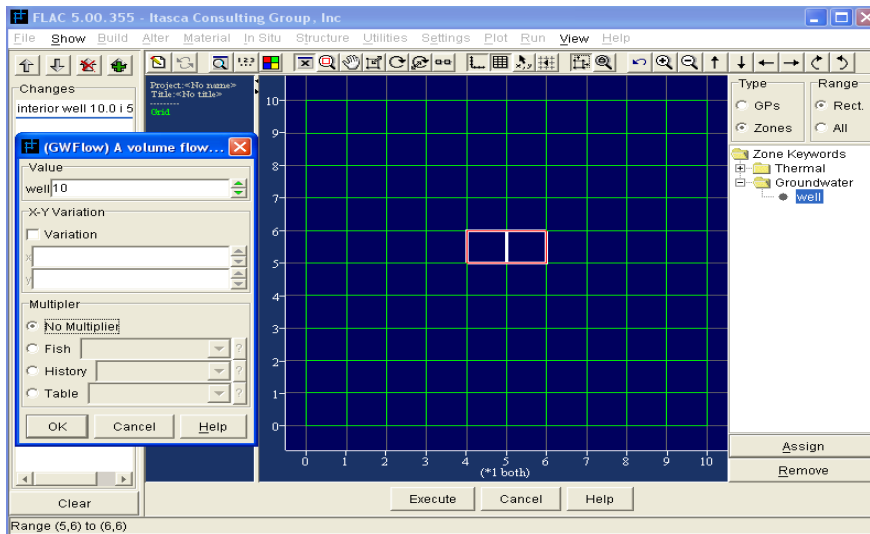 FLAC 5.00.355 - Itasca Consulting Group, Inc
File Show Build Alter Material In Situ Structure Utilities Settings Plot Run View Help
Changes
interior well 10.0 i 5
Project:<No name>
Title:<No title>
--------
Grid
(GWFlow) A volume flow...
Value
well 10
X-Y Variation
Variation
x
y
Multipler
No Multiplier
Fish ?
History ?
Table ?
OK Cancel Help
Clear
10
9
8
7
6
5
4
3
2
1
0
0 1 2 3 4 5 6 7 8 9 10
(*1 both)
Execute Cancel Help
Type Range
GPs Rect.
Zones All
Zone Keywords
Thermal
Groundwater
well
Assign
Remove
Range (5,6) to (6,6)